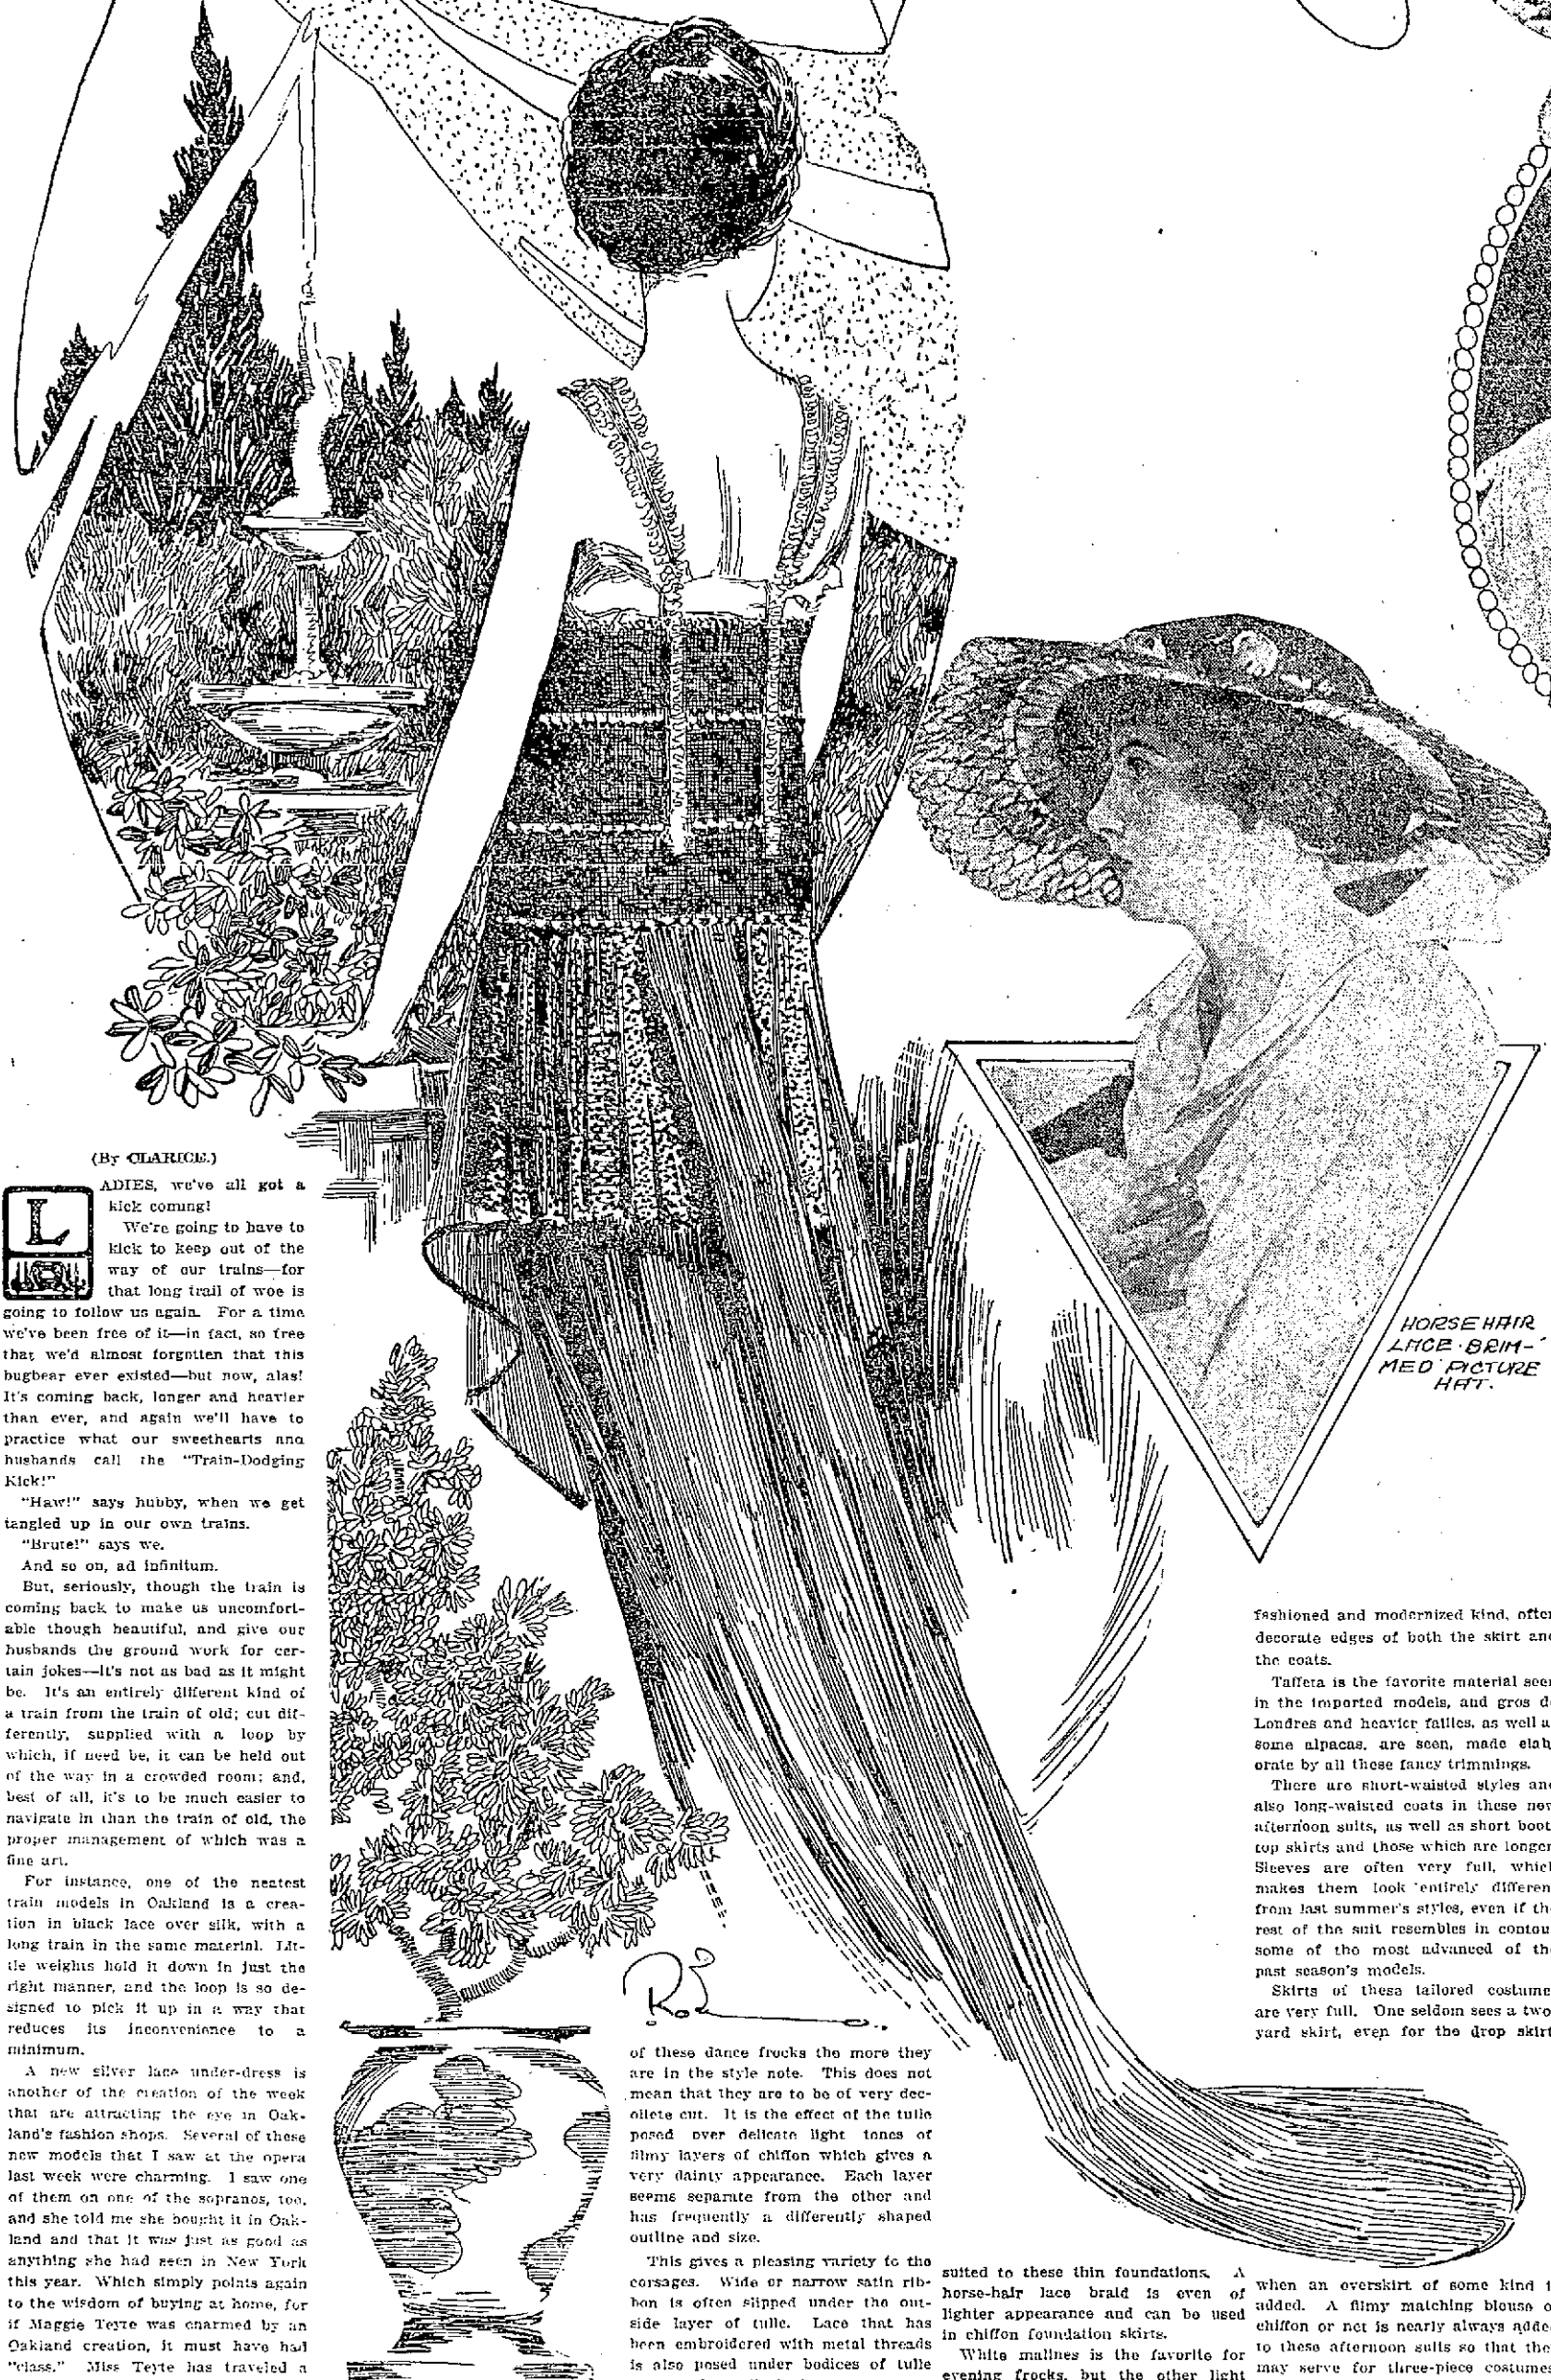 (By CLARICE.)
LADIES, we've all got a
kick coming!
We're going to have to
kick to keep out of the
way of our trains—for
that long trail of woe is
going to follow us again. For a time
we've been free of it—in fact, so free
that we'd almost forgotten that this
bugbear ever existed—but now, alas!
It's coming back, longer and heavier
than ever, and again we'll have to
practice what our sweethearts and
husbands call the "Train-Dodging
Kick!"
"Haw!" says hubby, when we get
tangled up in our own trains.
"Brute!" says we.
And so on, ad infinitum.
But, seriously, though the train is
coming back to make us uncomfort-
able though beautiful, and give our
husbands the ground work for cer-
tain jokes—it's not as bad as it might
be. It's an entirely different kind of
a train from the train of old; cut dif-
ferently, supplied with a loop by
which, if need be, it can be held out
of the way in a crowded room; and,
best of all, it's to be much easier to
navigate in than the train of old, the
proper management of which was a
fine art.
For instance, one of the neatest
train models in Oakland is a crea-
tion in black lace over silk, with a
long train in the same material. Lit-
tle weights hold it down in just the
right manner, and the loop is so de-
signed to pick it up in a way that
reduces its inconvenience to a
minimum.
A new silver lace under-dress is
another of the creation of the week
that are attracting the eye in Oak-
land's fashion shops. Several of these
new models that I saw at the opera
last week were charming. I saw one
of them on one of the sopranos, too,
and she told me she bought it in Oak-
land and that it was just as good as
anything she had seen in New York
this year. Which simply points again
to the wisdom of buying at home, for
if Maggie Teyte was charmed by an
Oakland creation, it must have had
"class." Miss Teyte has traveled a
of these dance frocks the more they
are in the style note. This does not
mean that they are to be of very dec-
ollete cut. It is the effect of the tulle
posed over delicate light tones of
filmy layers of chiffon which gives a
very dainty appearance. Each layer
seems separate from the other and
has frequently a differently shaped
outline and size.
This gives a pleasing variety to the
corsages. Wide or narrow satin rib-
bon is often slipped under the out-
side layer of tulle. Lace that has
been embroidered with metal threads
is also posed under bodices of tulle
suited to these thin foundations. A
horse-hair lace braid is even of
lighter appearance and can be used
in chiffon foundation skirts.
White malines is the favorite for
evening frocks, but the other light
HORSEHAIR
LACE BRIM-
MED PICTURE
HAT.
fashioned and modernized kind, often
decorate edges of both the skirt and
the coats.
Taffeta is the favorite material seen
in the imported models, and gros de
Londres and heavier failles, as well as
some alpacas, are seen, made elab-
orate by all these fancy trimmings.
There are short-waisted styles and
also long-waisted coats in these new
afternoon suits, as well as short boot-
top skirts and those which are longer.
Sleeves are often very full, which
makes them look entirely different
from last summer's styles, even if the
rest of the suit resembles in contour
some of the most advanced of the
past season's models.
Skirts of these tailored costumes
are very full. One seldom sees a two-
yard skirt, even for the drop skirt
when an overskirt of some kind is
added. A filmy matching blouse of
chiffon or net is nearly always added
to these afternoon suits so that they
may serve for three-piece costumes